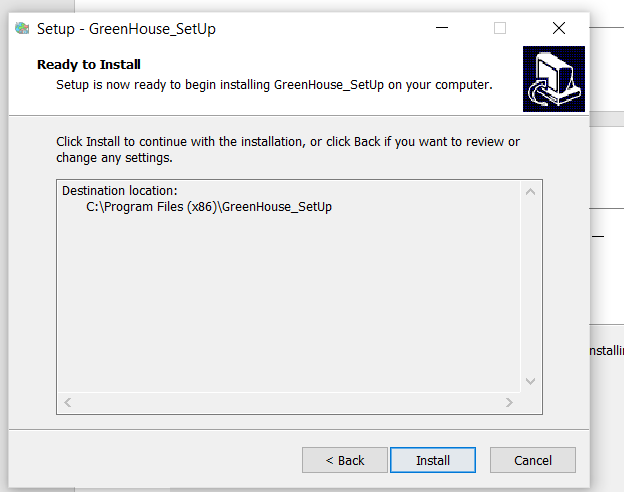 Setup - GreenHouse_SetUp
Ready to Install
Setup is now ready to begin installing GreenHouse_SetUp on your computer.
Click Install to continue with the installation, or click Back if you want to review or
change any settings.
Destination location:
C:\Program Files (x86)\GreenHouse_SetUp
nstallin
< Back
Install
Cancel